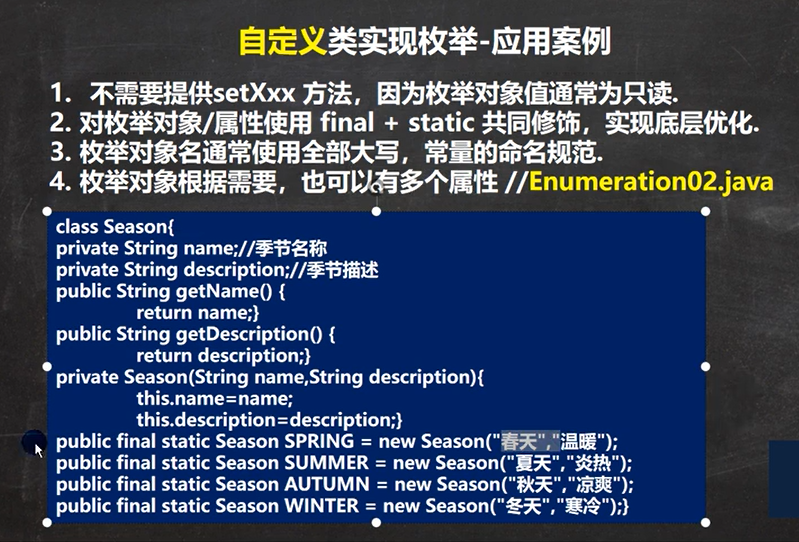 自定义类实现枚举-应用案例
1. 不需要提供setXxx 方法，因为枚举对象值通常为只读.
2. 对枚举对象/属性使用 final + static 共同修饰，实现底层优化.
3. 枚举对象名通常使用全部大写，常量的命名规范.
4. 枚举对象根据需要，也可以有多个属性 //Enumeration02.java
class Season{
private String name;//季节名称
private String description;//季节描述
public String getName() {
return name;}
public String getDescription() {
return description;}
private Season(String name,String description){
this.name=name;
this.description=description;}
public final static Season SPRING = new Season("春天","温暖");
public final static Season SUMMER = new Season("夏天","炎热");
public final static Season AUTUMN = new Season("秋天","凉爽");
public final static Season WINTER = new Season("冬天","寒冷");}